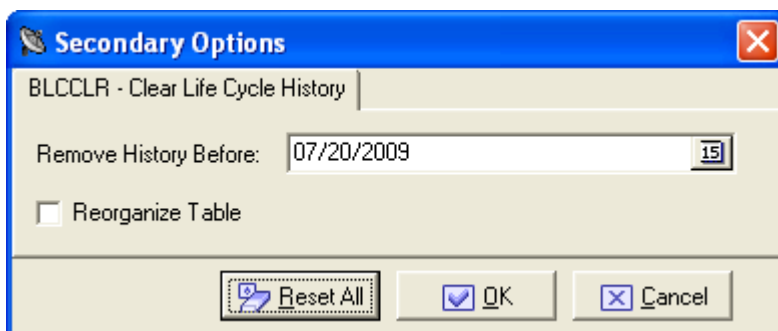 Secondary Options
BLCCLR - Clear Life Cycle History
Remove History Before: 07/20/2009 15
Reorganize Table
Reset All OK Cancel